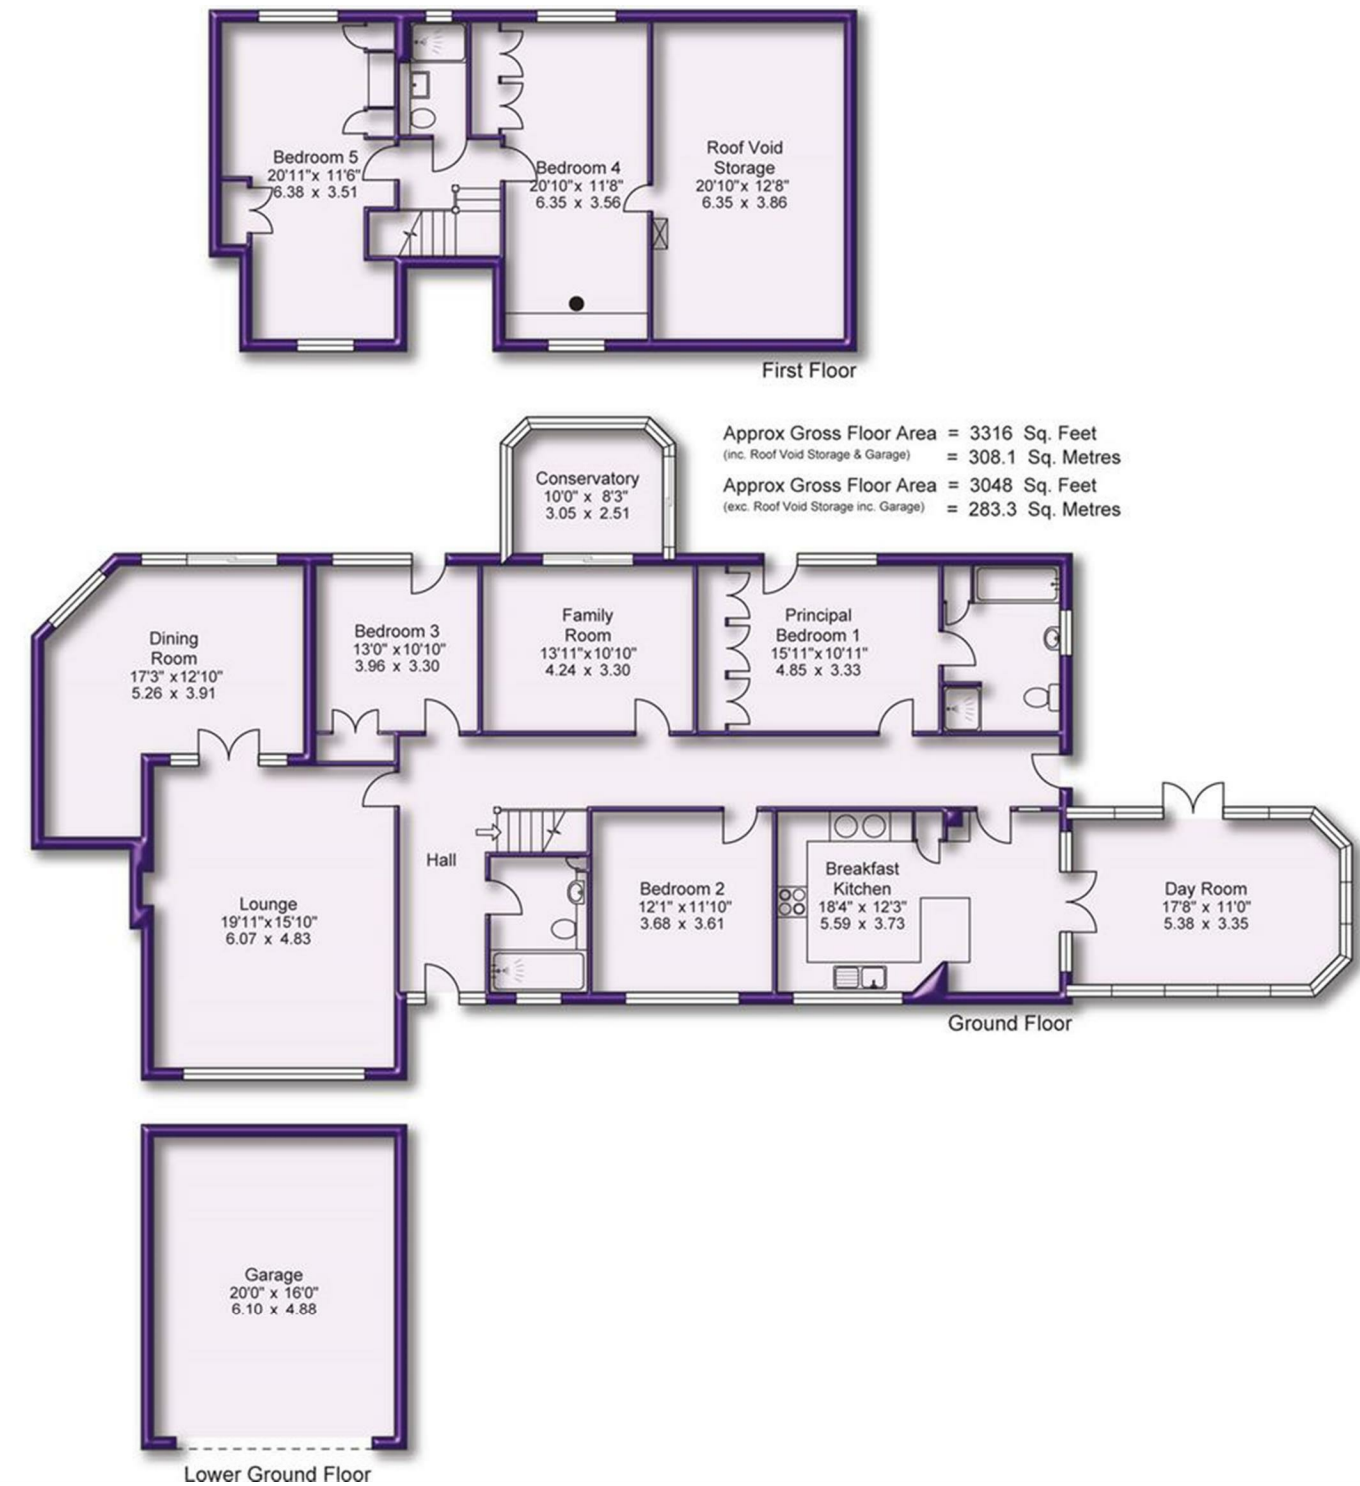 Bedroom 5
20'11"x 11'6"
6.38 x 3.51
Bedroom 4
20'10"x 11'8"
6.35 x 3.56
Roof Void
Storage
20'10"x 12'8"
6.35 x 3.86
First Floor
Approx Gross Floor Area = 3316 Sq. Feet
(inc. Roof Void Storage & Garage) = 308.1 Sq. Metres
Approx Gross Floor Area = 3048 Sq. Feet
(exc. Roof Void Storage inc. Garage) = 283.3 Sq. Metres
Conservatory
10'0" x 8'3"
3.05 x 2.51
Dining
Room
17'3" x12'10"
5.26 x 3.91
Bedroom 3
13'0" x10'10"
3.96 x 3.30
Family
Room
13'11"x10'10"
4.24 x 3.30
Principal
Bedroom 1
15'11"x10'11"
4.85 x 3.33
Lounge
19'11"x15'10"
6.07 x 4.83
Hall
Bedroom 2
12'1" x11'10"
3.68 x 3.61
Breakfast
Kitchen
18'4" x 12'3"
5.59 x 3.73
Day Room
17'8" x 11'0"
5.38 x 3.35
Ground Floor
Garage
20'0" x 16'0"
6.10 x 4.88
Lower Ground Floor